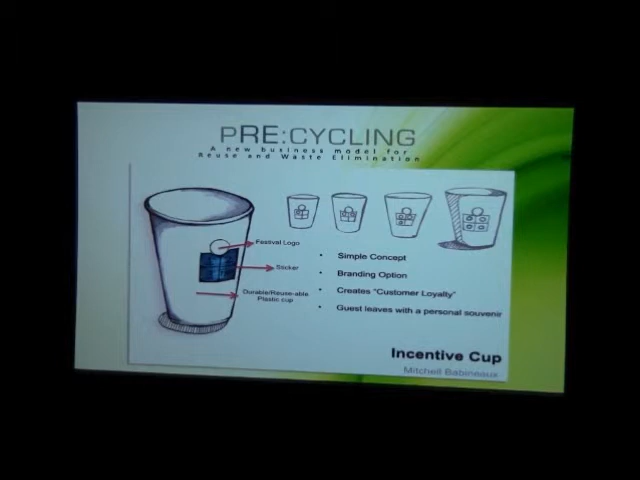 PRE:CYCLING
A new business model for
Reuse and Waste Elimination
Festival Logo
Sticker
Durable/Reuse-able
Plastic cup
• Simple Concept
• Branding Option
• Creates "Customer Loyalty"
• Guest leaves with a personal souvenir
Incentive Cup
Mitchell Babineaux